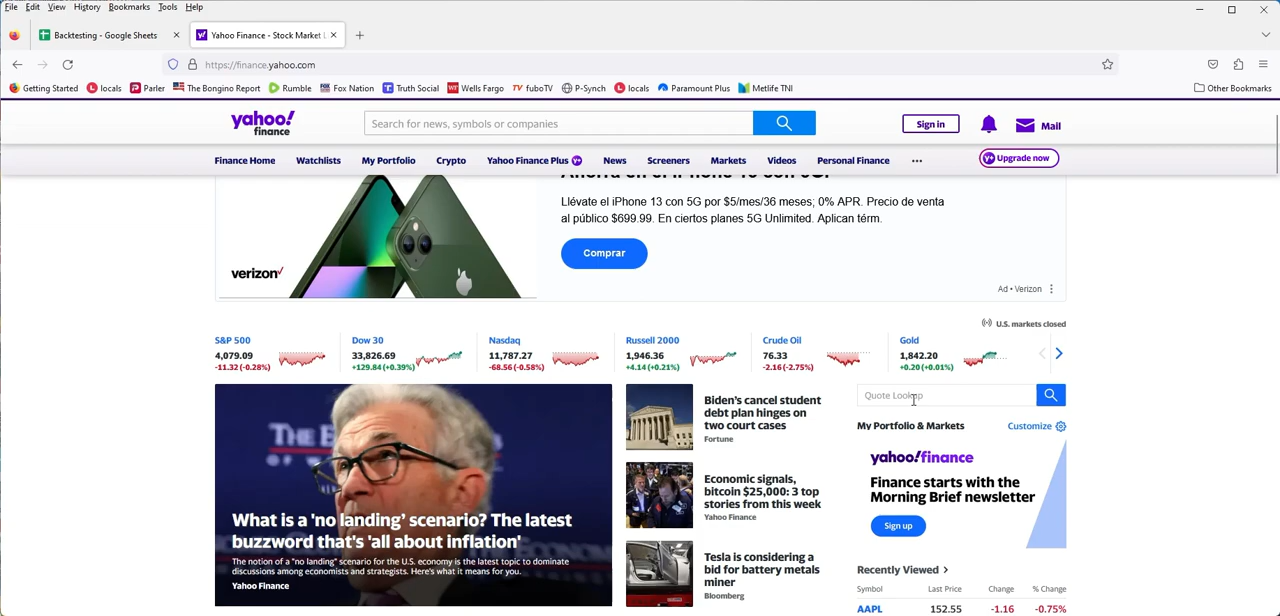 File Edit View History Bookmarks Tools Help
Backtesting - Google Sheets
Yahoo Finance - Stock Market L
https://finance.yahoo.com
Getting Started locals Parler The Bongino Report Rumble Fox Nation Truth Social Wells Fargo fuboTV P-Synch locals Paramount Plus Metlife TNI Other Bookmarks
yahoo!
finance
Search for news, symbols or companies
Sign in
Mail
Finance Home Watchlists My Portfolio Crypto Yahoo Finance Plus News Screeners Markets Videos Personal Finance ••• Upgrade now
Llévate el iPhone 13 con 5G por $5/mes/36 meses; 0% APR. Precio de venta
al público $699.99. En ciertos planes 5G Unlimited. Aplican térm.
Comprar
verizon
Ad • Verizon
U.S. markets closed
S&P 500
4,079.09
-11.32 (-0.28%)
Dow 30
33,826.69
+129.84 (+0.39%)
Nasdaq
11,787.27
-68.56 (-0.58%)
Russell 2000
1,946.36
+4.14 (+0.21%)
Crude Oil
76.33
-2.16 (-2.75%)
Gold
1,842.20
+0.20 (+0.01%)
What is a 'no landing' scenario? The latest
buzzword that's 'all about inflation'
The notion of a "no landing" scenario for the U.S. economy is the latest topic to dominate
discussions among economists and strategists. Here's what it means for you.
Yahoo Finance
Biden's cancel student
debt plan hinges on
two court cases
Fortune
Economic signals,
bitcoin $25,000: 3 top
stories from this week
Yahoo Finance
Tesla is considering a
bid for battery metals
miner
Bloomberg
Quote Lookup
My Portfolio & Markets
Customize
yahoo!finance
Finance starts with the
Morning Brief newsletter
Sign up
Recently Viewed
Symbol Last Price Change % Change
AAPL 152.55 -1.16 -0.75%